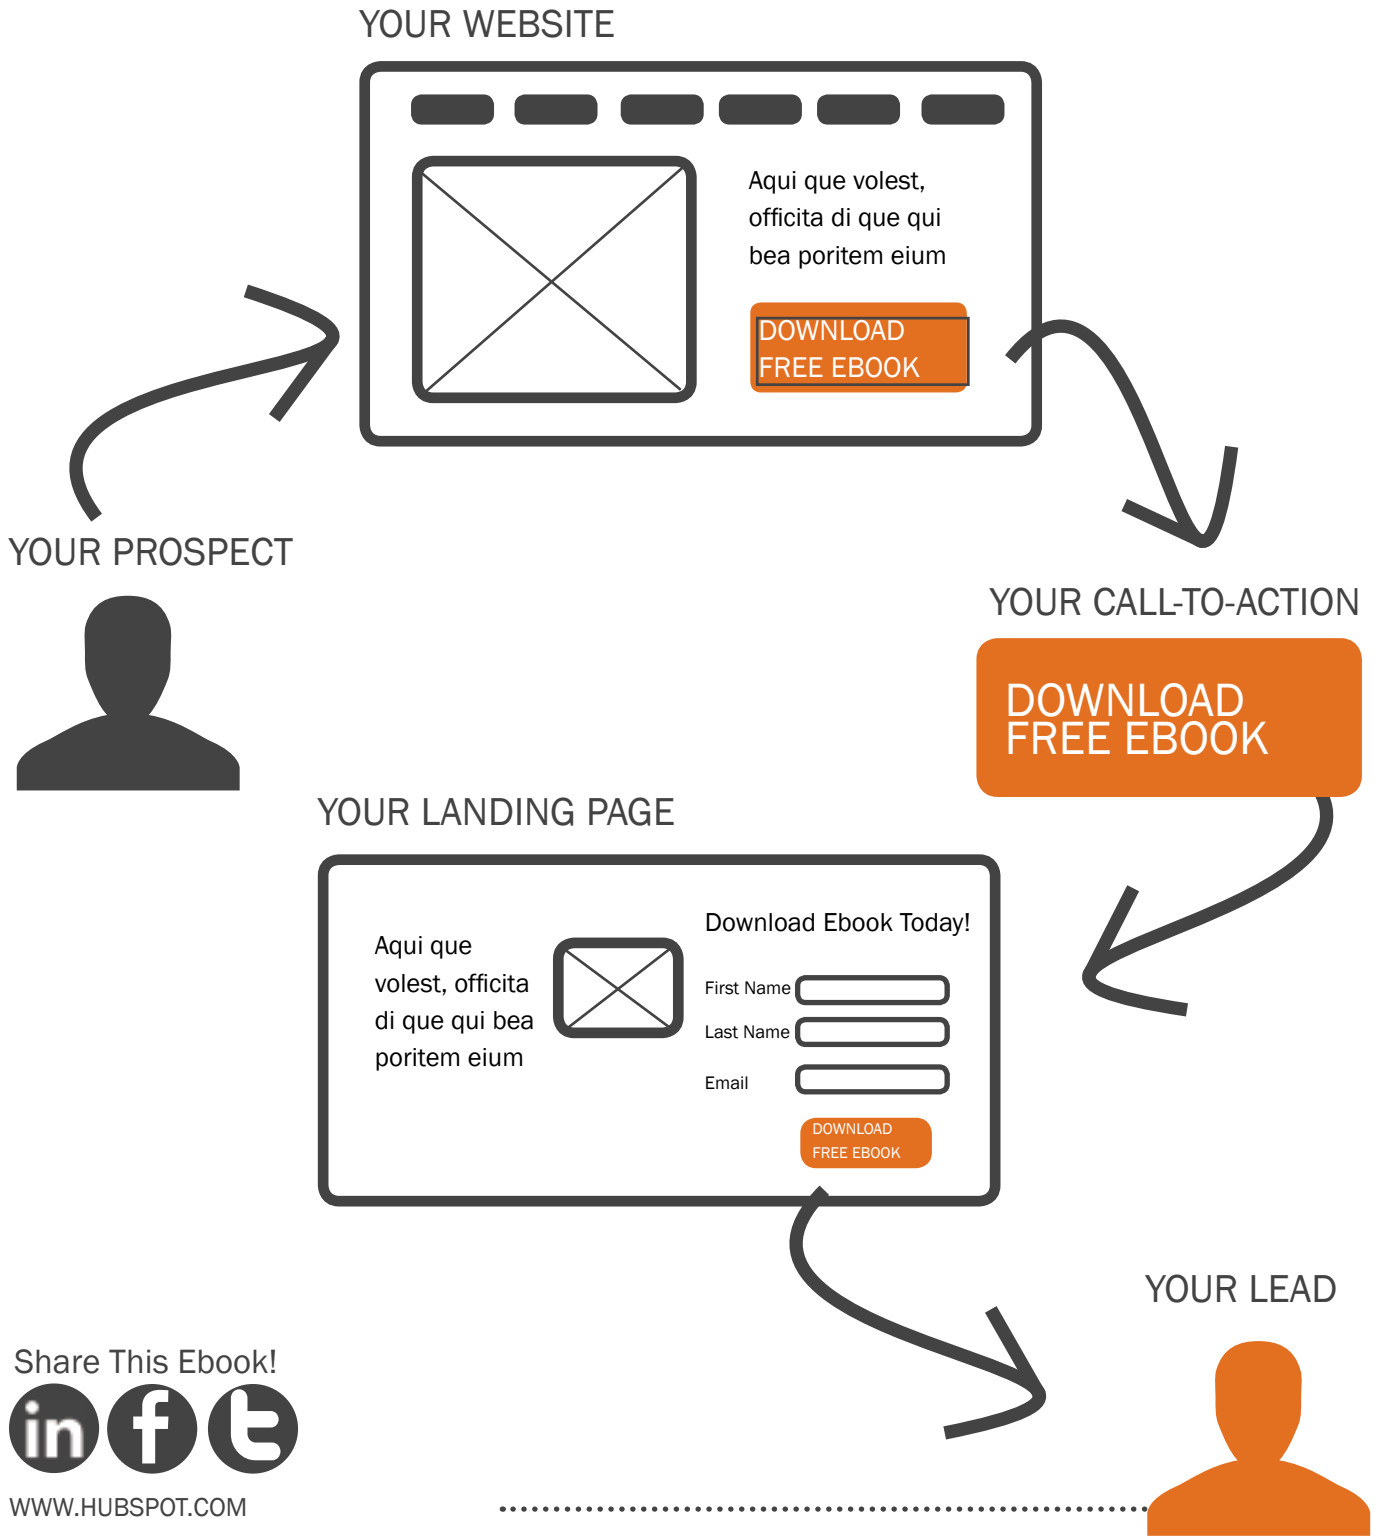 YOUR WEBSITE
Aqui que volest,
officita di que qui
bea poritem eium
DOWNLOAD
FREE EBOOK
YOUR PROSPECT
YOUR CALL-TO-ACTION
DOWNLOAD
FREE EBOOK
YOUR LANDING PAGE
Aqui que
volest, officita
di que qui bea
poritem eium
Download Ebook Today!
First Name
Last Name
Email
DOWNLOAD
FREE EBOOK
YOUR LEAD
Share This Ebook!
in f t
WWW.HUBSPOT.COM